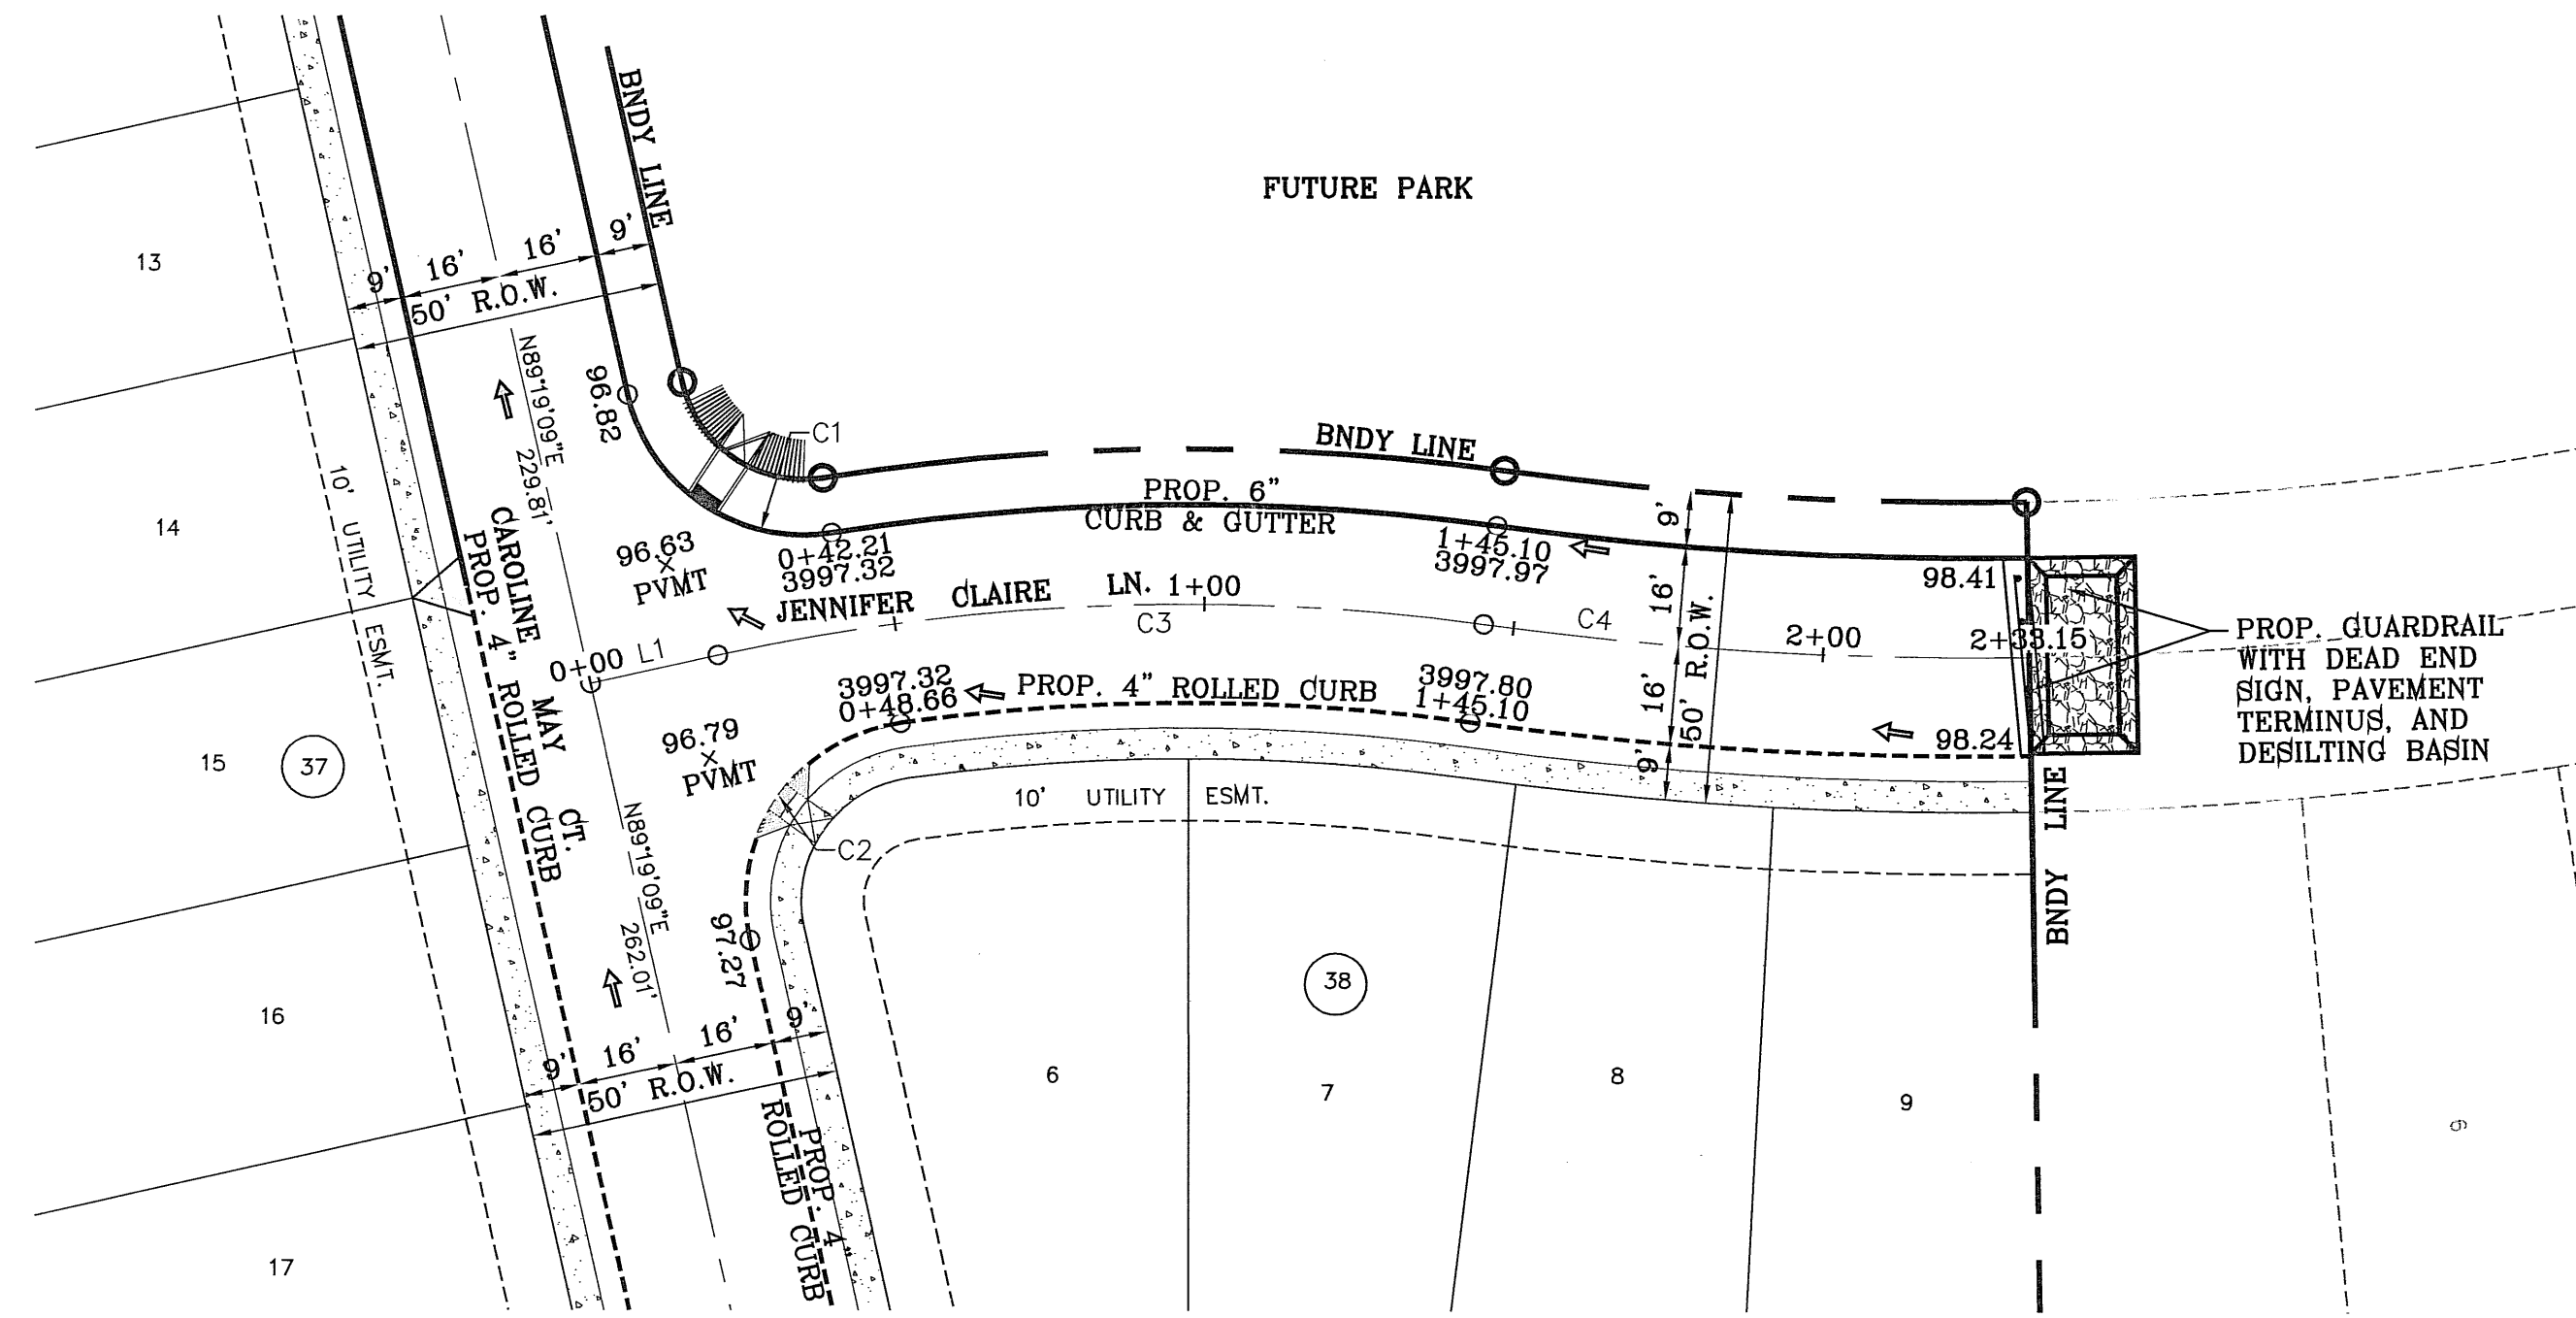 BNDY LINE
FUTURE PARK
13
9'
16'
16'
9'
50' R.O.W.
N89°19'09"E
229.81'
96.82
C1
BNDY LINE
PROP. 6"
CURB & GUTTER
14
10' UTILITY ESMT.
CAROLINE MAY CT.
PROP. 4" ROLLED CURB
96.63
PVMT
0+42.21
3997.32
1+45.10
3997.97
9'
16'
16'
9'
50' R.O.W.
98.41
JENNIFER CLAIRE LN.
1+00
C3
C4
2+00
2+33.15
0+00
L1
PROP. GUARDRAIL
WITH DEAD END
SIGN, PAVEMENT
TERMINUS, AND
DESILTING BASIN
3997.32
0+48.66
PROP. 4" ROLLED CURB
3997.80
1+45.10
98.24
96.79
PVMT
15
37
10' UTILITY ESMT.
C2
N89°19'09"E
262.01'
97.27
BNDY LINE
38
16
9'
16'
16'
9'
50' R.O.W.
PROP. 4"
ROLLED CURB
6
7
8
9
9
17